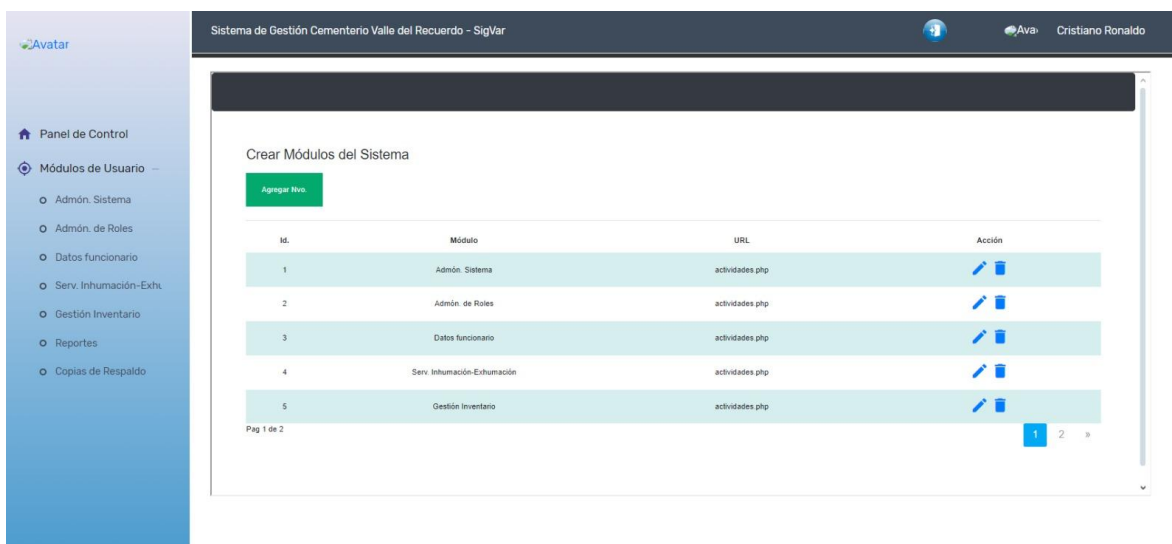 Avatar
Sistema de Gestión Cementerio Valle del Recuerdo - SigVar
Ava
Cristiano Ronaldo
Panel de Control
Módulos de Usuario
Admón. Sistema
Admón. de Roles
Datos funcionario
Serv. Inhumación-Exhu
Gestión Inventario
Reportes
Copias de Respaldo
Crear Módulos del Sistema
Agregar Nvo.
Id. Módulo URL Acción
1 Admón. Sistema actividades.php
2 Admón. de Roles actividades.php
3 Datos funcionario actividades.php
4 Serv. Inhumación-Exhumación actividades.php
5 Gestión Inventario actividades.php
Pag 1 de 2
1 2 »